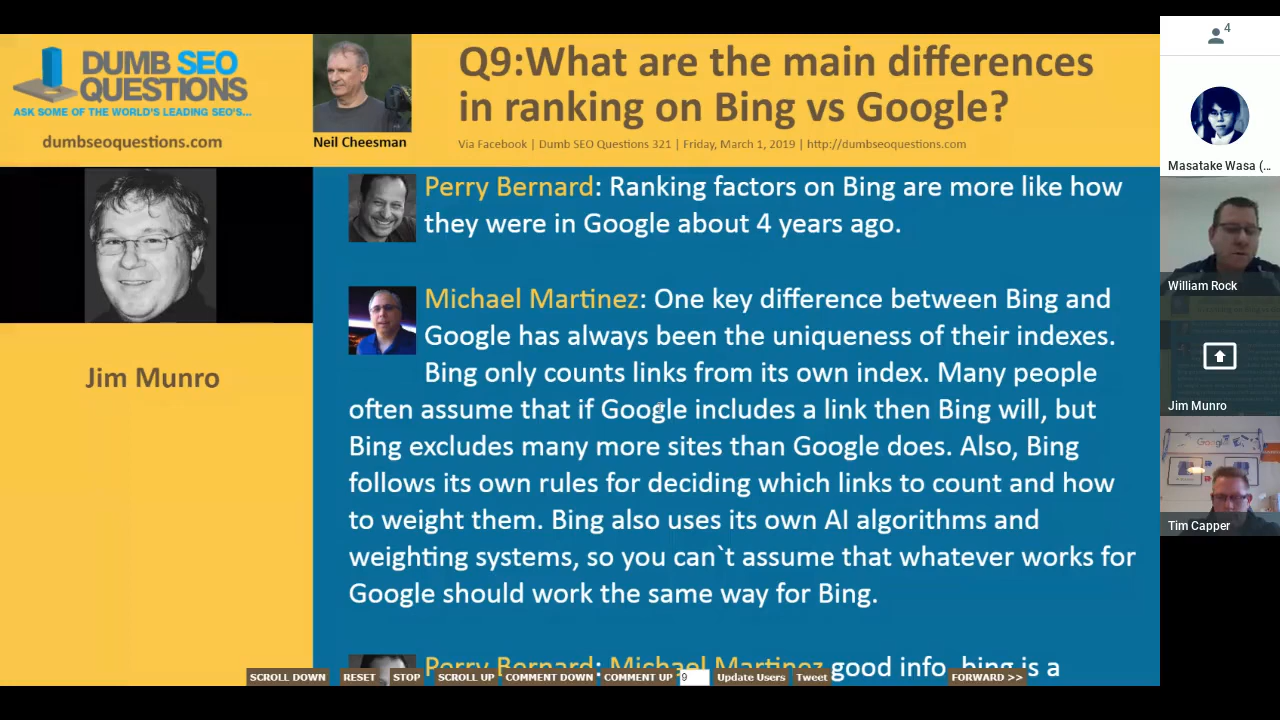 DUMB SEO
QUESTIONS
ASK SOME OF THE WORLD'S LEADING SEO'S...
dumbseoquestions.com
Neil Cheesman
Q9:What are the main differences
in ranking on Bing vs Google?
Via Facebook | Dumb SEO Questions 321 | Friday, March 1, 2019 | http://dumbseoquestions.com
Jim Munro
Perry Bernard: Ranking factors on Bing are more like how
they were in Google about 4 years ago.
Michael Martinez: One key difference between Bing and
Google has always been the uniqueness of their indexes.
Bing only counts links from its own index. Many people
often assume that if Google includes a link then Bing will, but
Bing excludes many more sites than Google does. Also, Bing
follows its own rules for deciding which links to count and how
to weight them. Bing also uses its own AI algorithms and
weighting systems, so you can`t assume that whatever works for
Google should work the same way for Bing.
Perry Bernard: Michael Martinez good info, bing is a
SCROLL DOWN RESET STOP SCROLL UP COMMENT DOWN COMMENT UP 9 Update Users Tweet FORWARD >>
4
Masatake Wasa (...
William Rock
Jim Munro
Tim Capper